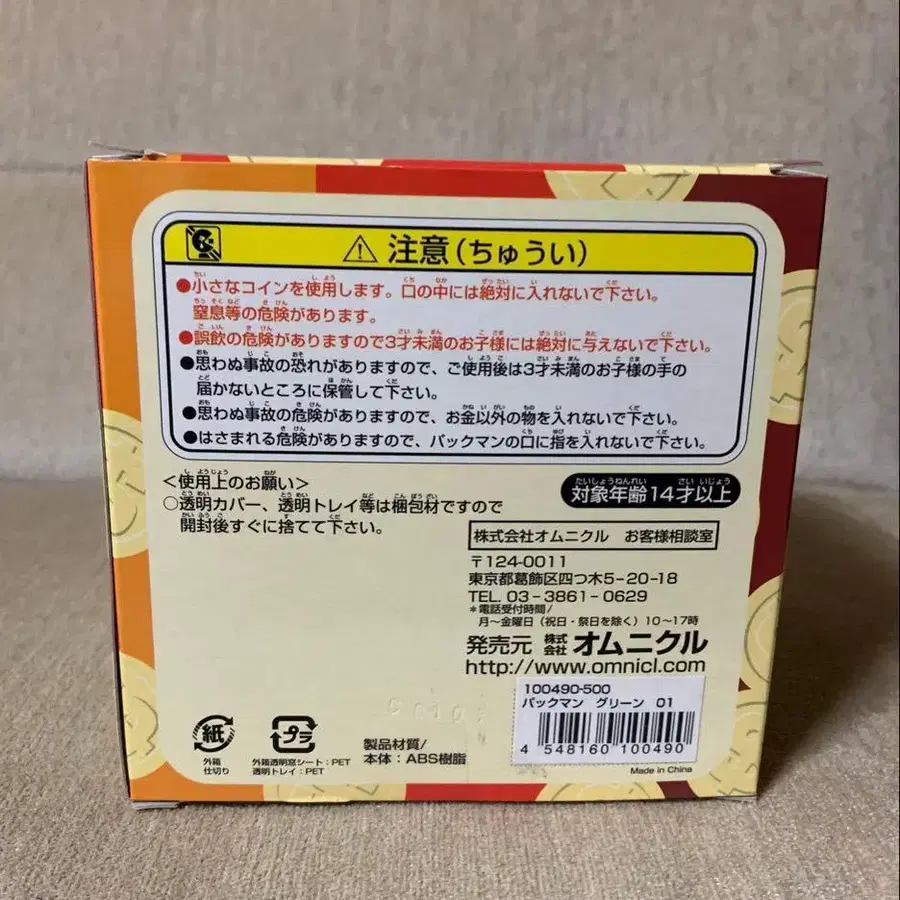 ⚠ 注意(ちゅうい)
●小さなコインを使用します。口の中には絶対に入れないで下さい。
窒息等の危険があります。
●誤飲の危険がありますので3才未満のお子様には絶対に与えないで下さい。
●思わぬ事故の恐れがありますので、ご使用後は3才未満のお子様の手の
届かないところに保管して下さい。
●思わぬ事故の危険がありますので、お金以外の物を入れないで下さい。
●はさまれる危険がありますので、パックマンの口に指を入れないで下さい。
<使用上のお願い>
○透明カバー、透明トレイ等は梱包材ですので
開封後すぐに捨てて下さい。
たいしょうねんれい さい いじょう
対象年齢14才以上
株式会社オムニクル お客様相談室
〒124-0011
東京都葛飾区四つ木5-20-18
TEL. 03-3861-0629
*電話受付時間/
月~金曜日(祝日・祭日を除く)10~17時
発売元 株式会社 オムニクル
http://www.omnicl.com
100490-500
パックマン グリーン 01
4 548160 100490
Made in China
紙
外箱
仕切り
プラ
外箱透明窓シート:PET
透明トレイ:PET
製品材質/
本体:ABS樹脂